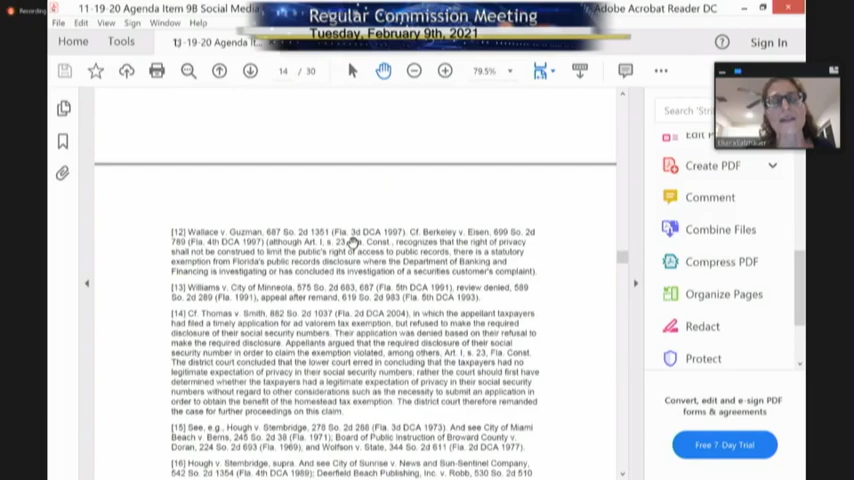 Recording
11-19-20 Agenda Item 9B Social Media
Adobe Acrobat Reader DC
Regular Commission Meeting
Tuesday, February 9th, 2021
File Edit View Sign Window
Home Tools
Sign In
14 / 30
79.5%
Edit
Create PDF
Comment
Combine Files
Compress PDF
Organize Pages
Redact
Protect
Convert, edit and e-sign PDF
forms & agreements
Free 7-Day Trial
[12] Wallace v. Guzman, 687 So. 2d 1351 (Fla. 3d DCA 1997). Cf. Berkeley v. Eisen, 699 So. 2d
789 (Fla. 4th DCA 1997) (although Art. I, s. 23, Const., recognizes that the right of privacy
shall not be construed to limit the public's right of access to public records, there is a statutory
exemption from Florida's public records disclosure where the Department of Banking and
Financing is investigating or has concluded its investigation of a securities customer's complaint).
[13] Williams v. City of Minneola, 575 So. 2d 683, 687 (Fla. 5th DCA 1991), review denied, 589
So. 2d 289 (Fla. 1991), appeal after remand, 619 So. 2d 983 (Fla. 5th DCA 1993).
[14] Cf. Thomas v. Smith, 882 So. 2d 1037 (Fla. 2d DCA 2004), in which the appellant taxpayers
had filed a timely application for ad valorem tax exemption, but refused to make the required
disclosure of their social security numbers. Their application was denied based on their refusal to
make the required disclosure. Appellants argued that the required disclosure of their social
security number in order to claim the exemption violated, among others, Art. I, s. 23, Fla. Const.
The district court concluded that the lower court erred in concluding that the taxpayers had no
legitimate expectation of privacy in their social security numbers; rather the court should first have
determined whether the taxpayers had a legitimate expectation of privacy in their social security
numbers without regard to other considerations such as the necessity to submit an application in
order to obtain the benefit of the homestead tax exemption. The district court therefore remanded
the case for further proceedings on this claim.
[15] See, e.g., Hough v. Stembridge, 278 So. 2d 288 (Fla. 3d DCA 1973). And see City of Miami
Beach v. Berns, 245 So. 2d 38 (Fla. 1971); Board of Public Instruction of Broward County v.
Doran, 224 So. 2d 693 (Fla. 1969), and Wolfson v. State, 344 So. 2d 611 (Fla. 2d DCA 1977).
[16] Hough v. Stembridge, supra. And see City of Sunrise v. News and Sun-Sentinel Company,
542 So. 2d 1354 (Fla. 4th DCA 1989); Deerfield Beach Publishing, Inc. v. Robb, 530 So. 2d 510